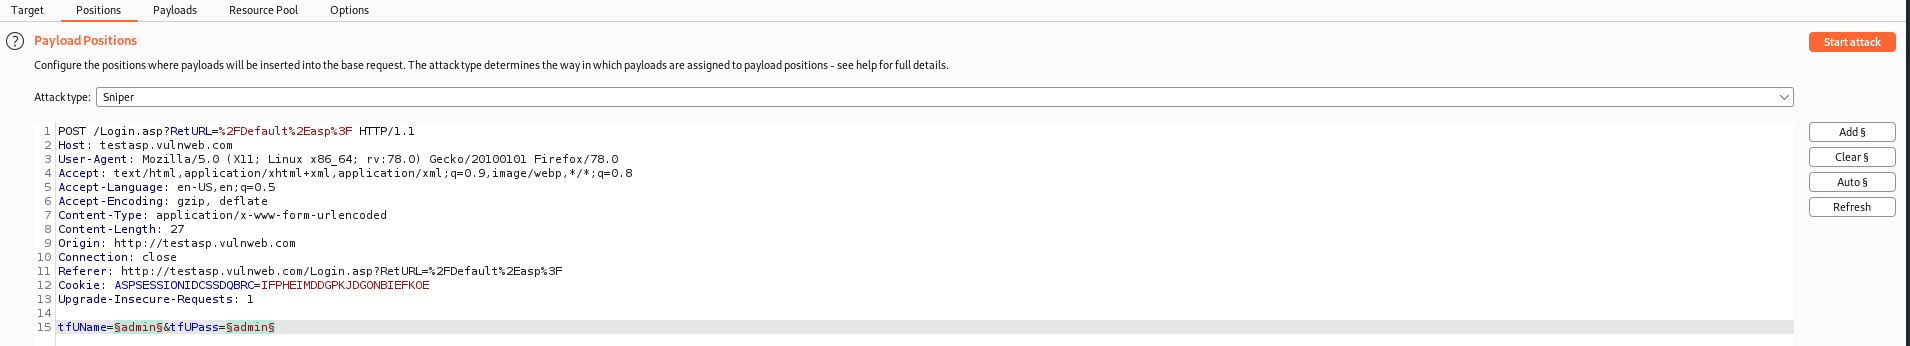 Target Positions Payloads Resource Pool Options
? Payload Positions
Start attack
Configure the positions where payloads will be inserted into the base request. The attack type determines the way in which payloads are assigned to payload positions - see help for full details.
Attack type: Sniper
1 POST /Login.asp?RetURL=%2FDefault%2Easp%3F HTTP/1.1
2 Host: testasp.vulnweb.com
3 User-Agent: Mozilla/5.0 (X11; Linux x86_64; rv:78.0) Gecko/20100101 Firefox/78.0
4 Accept: text/html,application/xhtml+xml,application/xml;q=0.9,image/webp,*/*;q=0.8
5 Accept-Language: en-US,en;q=0.5
6 Accept-Encoding: gzip, deflate
7 Content-Type: application/x-www-form-urlencoded
8 Content-Length: 27
9 Origin: http://testasp.vulnweb.com
10 Connection: close
11 Referer: http://testasp.vulnweb.com/Login.asp?RetURL=%2FDefault%2Easp%3F
12 Cookie: ASPSESSIONIDCSSDQBRC=IFPHEIMDDGPKJDGONBIEFKOE
13 Upgrade-Insecure-Requests: 1
14
15 tfUName=§admin§&tfUPass=§admin§
Add §
Clear §
Auto §
Refresh